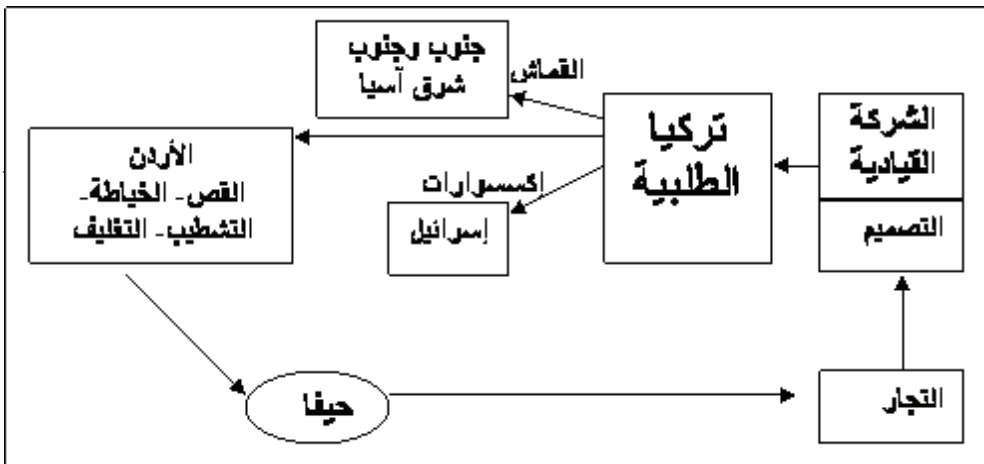 الشركة
القيادية
التصميم
تركيا
الطلبية
القماش
جنوب وجنوب
شرق آسيا
اكسسوارات
إسرائيل
الأردن
القص- الخياطة-
التشطيب- التغليف
حيفا
التجار